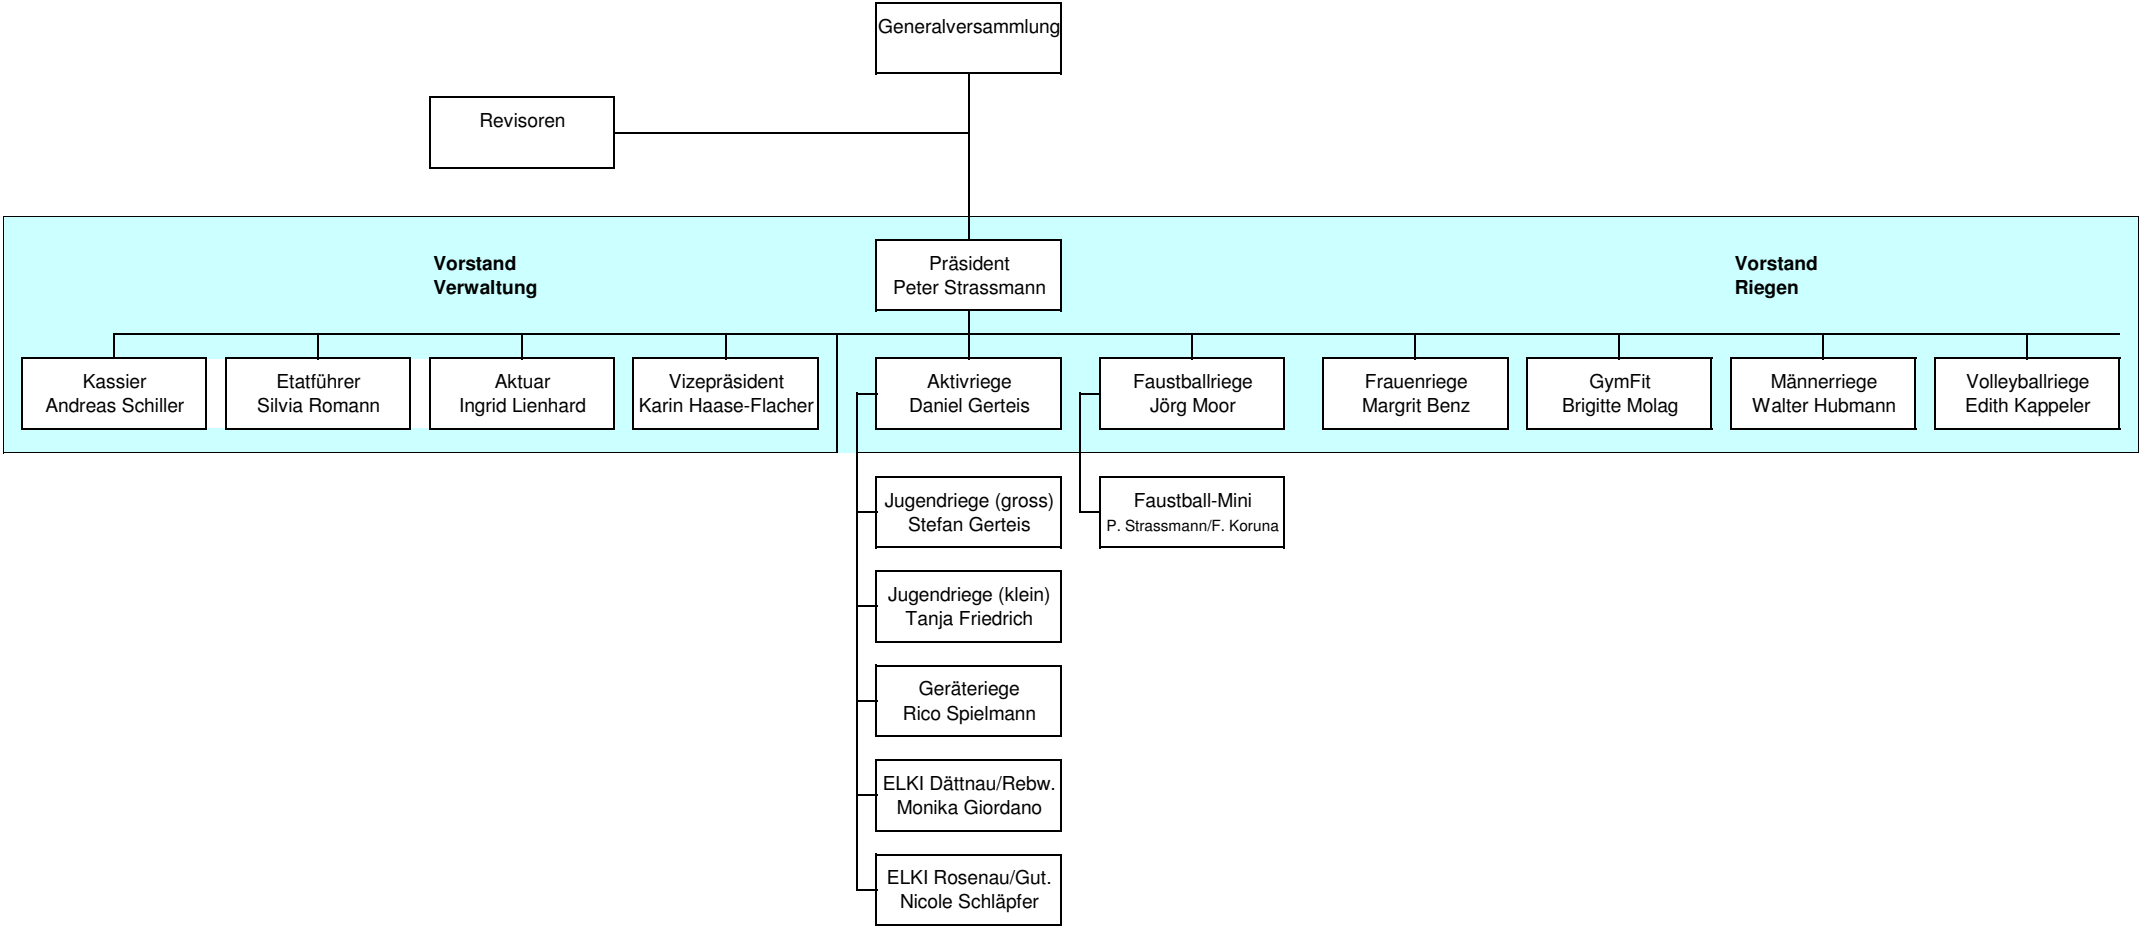 Generalversammlung
Revisoren
Vorstand
Verwaltung
Präsident
Peter Strassmann
Vorstand
Riegen
Kassier
Andreas Schiller
Etatführer
Silvia Romann
Aktuar
Ingrid Lienhard
Vizepräsident
Karin Haase-Flacher
Aktivriege
Daniel Gerteis
Faustballriege
Jörg Moor
Frauenriege
Margrit Benz
GymFit
Brigitte Molag
Männerriege
Walter Hubmann
Volleyballriege
Edith Kappeler
Jugendriege (gross)
Stefan Gerteis
Faustball-Mini
P. Strassmann/F. Koruna
Jugendriege (klein)
Tanja Friedrich
Geräteriege
Rico Spielmann
ELKI Dättnau/Rebw.
Monika Giordano
ELKI Rosenau/Gut.
Nicole Schläpfer